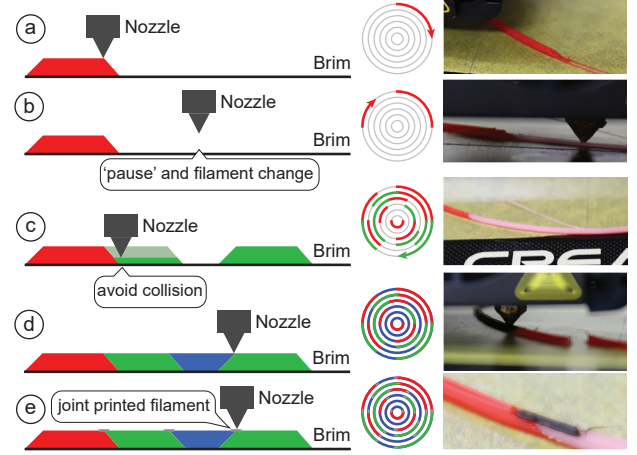 a
Nozzle
Brim
b
Nozzle
Brim
'pause' and filament change
c
Nozzle
Brim
avoid collision
CREA
d
Nozzle
Brim
e
joint printed filament
Nozzle
Brim